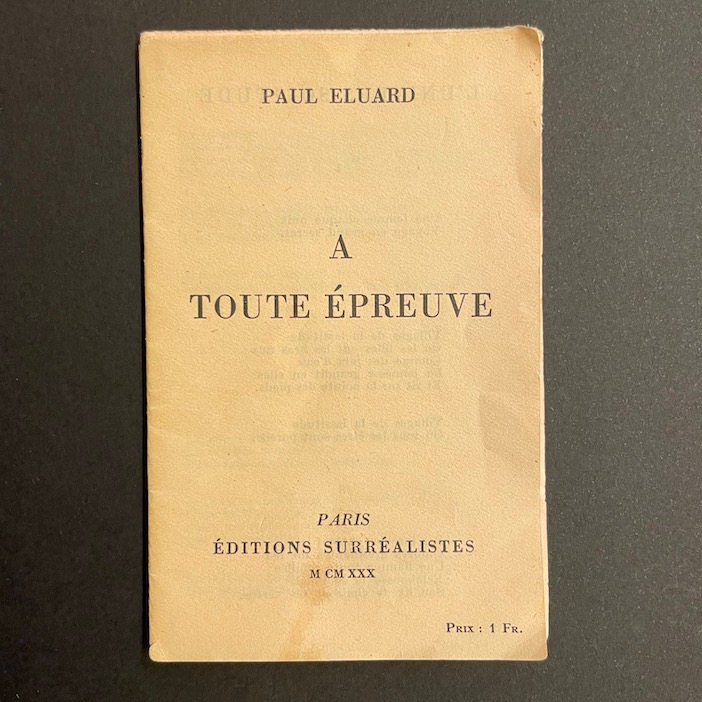 PAUL ELUARD
A
TOUTE ÉPREUVE
PARIS
ÉDITIONS SURRÉALISTES
M CM XXX
PRIX : 1 FR.